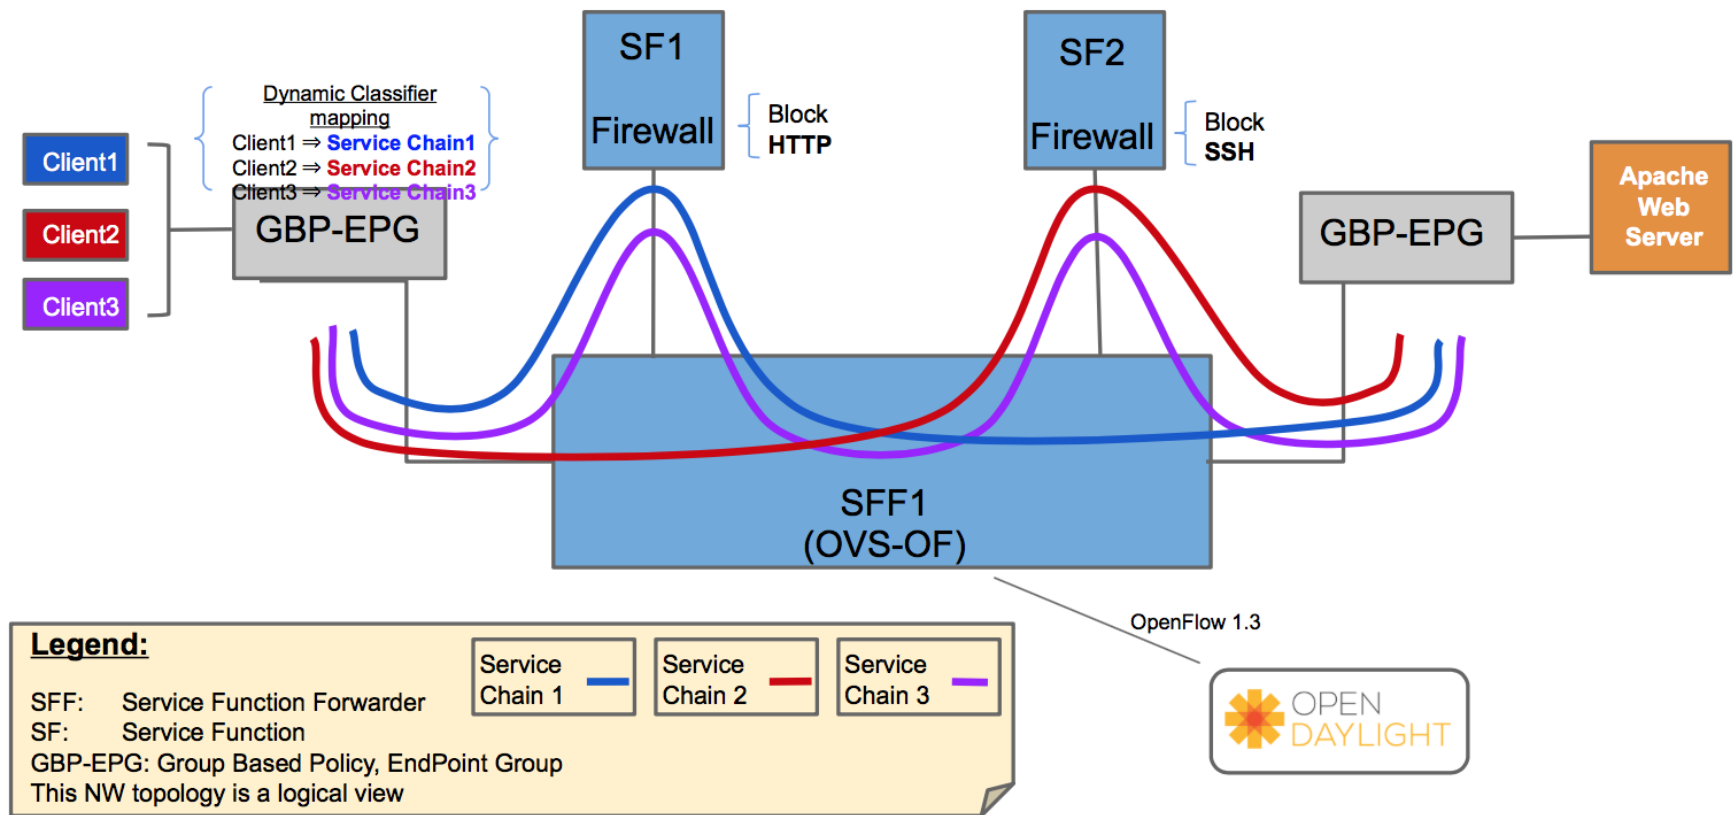 SF1
Firewall
Block
HTTP
SF2
Firewall
Block
SSH
Dynamic Classifier
mapping
Client1 ⇒ Service Chain1
Client2 ⇒ Service Chain2
Client3 ⇒ Service Chain3
Client1
Client2
Client3
GBP-EPG
GBP-EPG
Apache
Web
Server
SFF1
(OVS-OF)
OpenFlow 1.3
OPEN
DAYLIGHT
Legend:
SFF: Service Function Forwarder
SF: Service Function
GBP-EPG: Group Based Policy, EndPoint Group
This NW topology is a logical view
Service
Chain 1
Service
Chain 2
Service
Chain 3